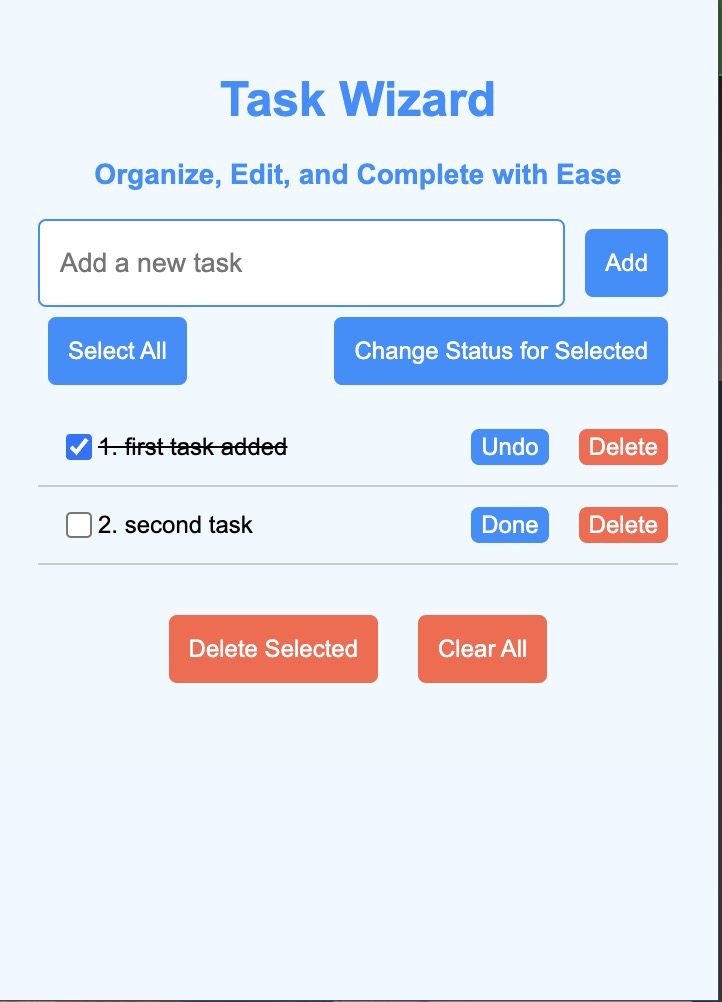 Task Wizard
Organize, Edit, and Complete with Ease
Add a new task Add
Select All Change Status for Selected
1. first task added Undo Delete
2. second task Done Delete
Delete Selected Clear All